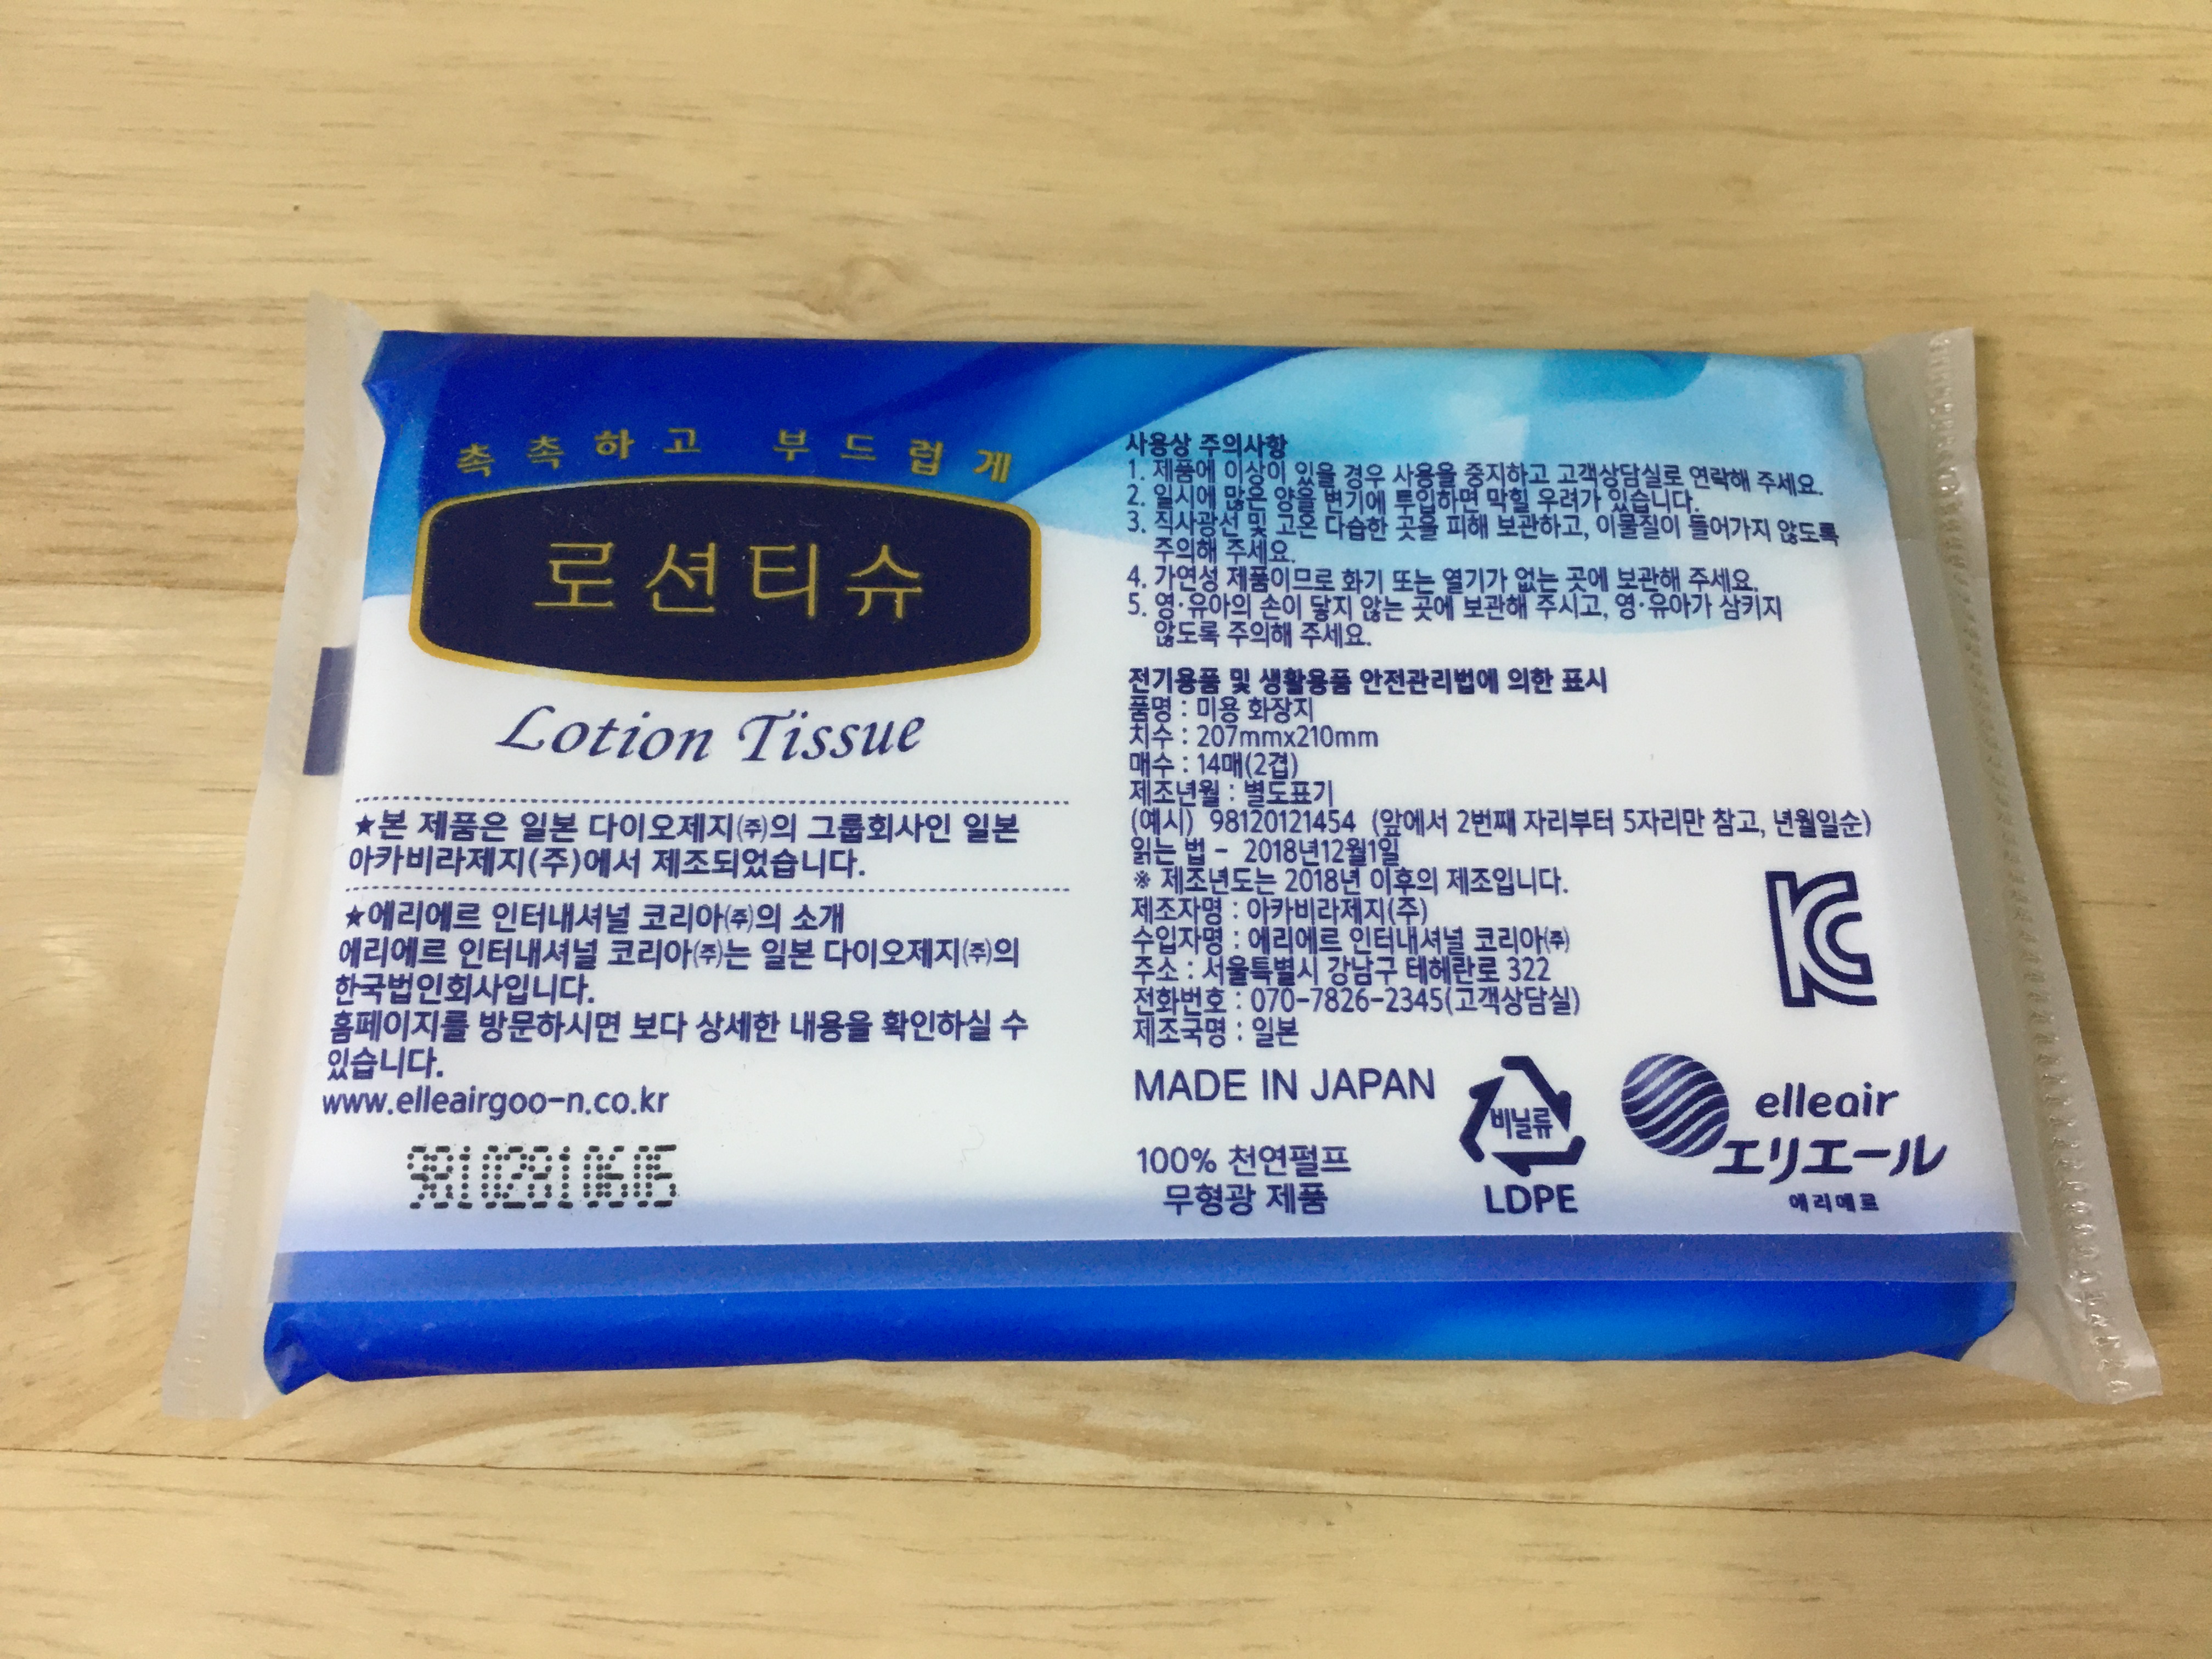 촉촉하고 부드럽게
로션티슈
Lotion Tissue
★본 제품은 일본 다이오제지㈜의 그룹회사인 일본
아카비라제지(주)에서 제조되었습니다.
★에리에르 인터내셔널 코리아㈜의 소개
에리에르 인터내셔널 코리아㈜는 일본 다이오제지㈜의
한국법인회사입니다.
홈페이지를 방문하시면 보다 상세한 내용을 확인하실 수
있습니다.
www.elleairgoo-n.co.kr
98102810605
사용상 주의사항
1. 제품에 이상이 있을 경우 사용을 중지하고 고객상담실로 연락해 주세요.
2. 일시에 많은 양을 변기에 투입하면 막힐 우려가 있습니다.
3. 직사광선 및 고온 다습한 곳을 피해 보관하고, 이물질이 들어가지 않도록
주의해 주세요.
4. 가연성 제품이므로 화기 또는 열기가 없는 곳에 보관해 주세요.
5. 영·유아의 손이 닿지 않는 곳에 보관해 주시고, 영·유아가 삼키지
않도록 주의해 주세요.
전기용품 및 생활용품 안전관리법에 의한 표시
품명 : 미용 화장지
치수 : 207mmx210mm
매수 : 14매(2겹)
제조년월 : 별도표기
(예시) 98120121454 (앞에서 2번째 자리부터 5자리만 참고, 년월일순)
읽는 법 - 2018년12월1일
※ 제조년도는 2018년 이후의 제조입니다.
제조자명 : 아카비라제지(주)
수입자명 : 에리에르 인터내셔널 코리아㈜
주소 : 서울특별시 강남구 테헤란로 322
전화번호 : 070-7826-2345(고객상담실)
제조국명 : 일본
MADE IN JAPAN
100% 천연펄프
무형광 제품
비닐류
LDPE
KC
elleair
エリエール
에리에르